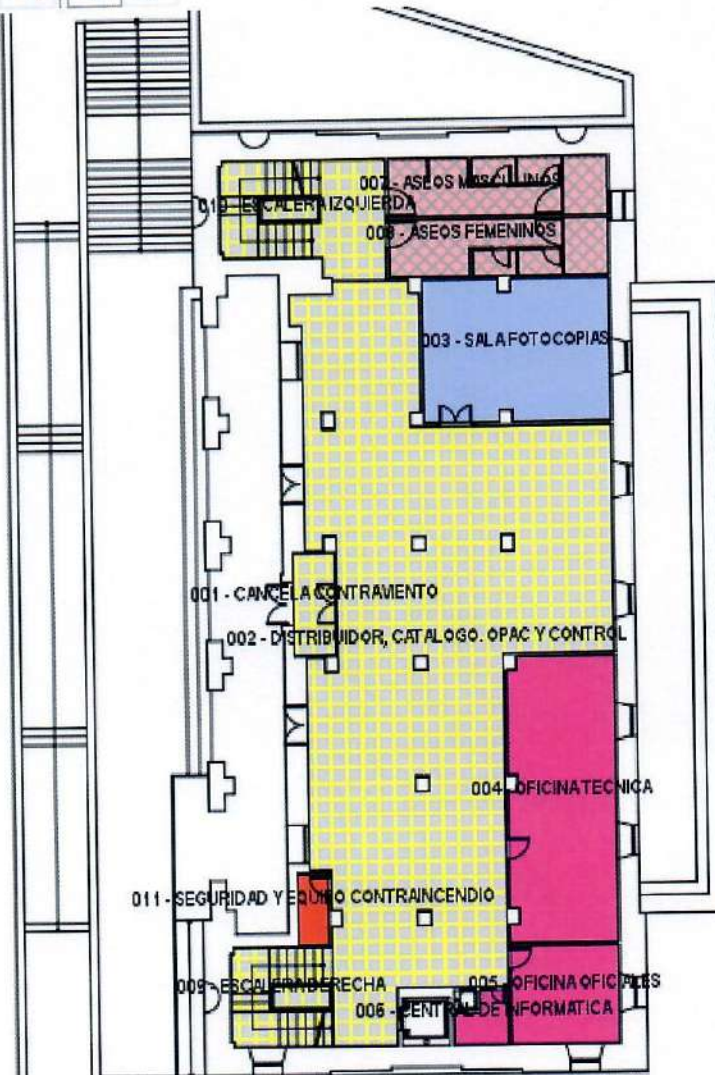 007 - ASEOS MASCULINOS
010 - ESCALERA IZQUIERDA
008 - ASEOS FEMENINOS
003 - SALA FOTOCOPIAS
001 - CANCELA CONTRAVIENTO
002 - DISTRIBUIDOR, CATALOGO. OPAC Y CONTROL
004 - OFICINA TECNICA
011 - SEGURIDAD Y EQUIPO CONTRAINCENDIO
009 - ESCALERA DERECHA
005 - OFICINA OFICIALES
006 - CENTRAL DE INFORMATICA